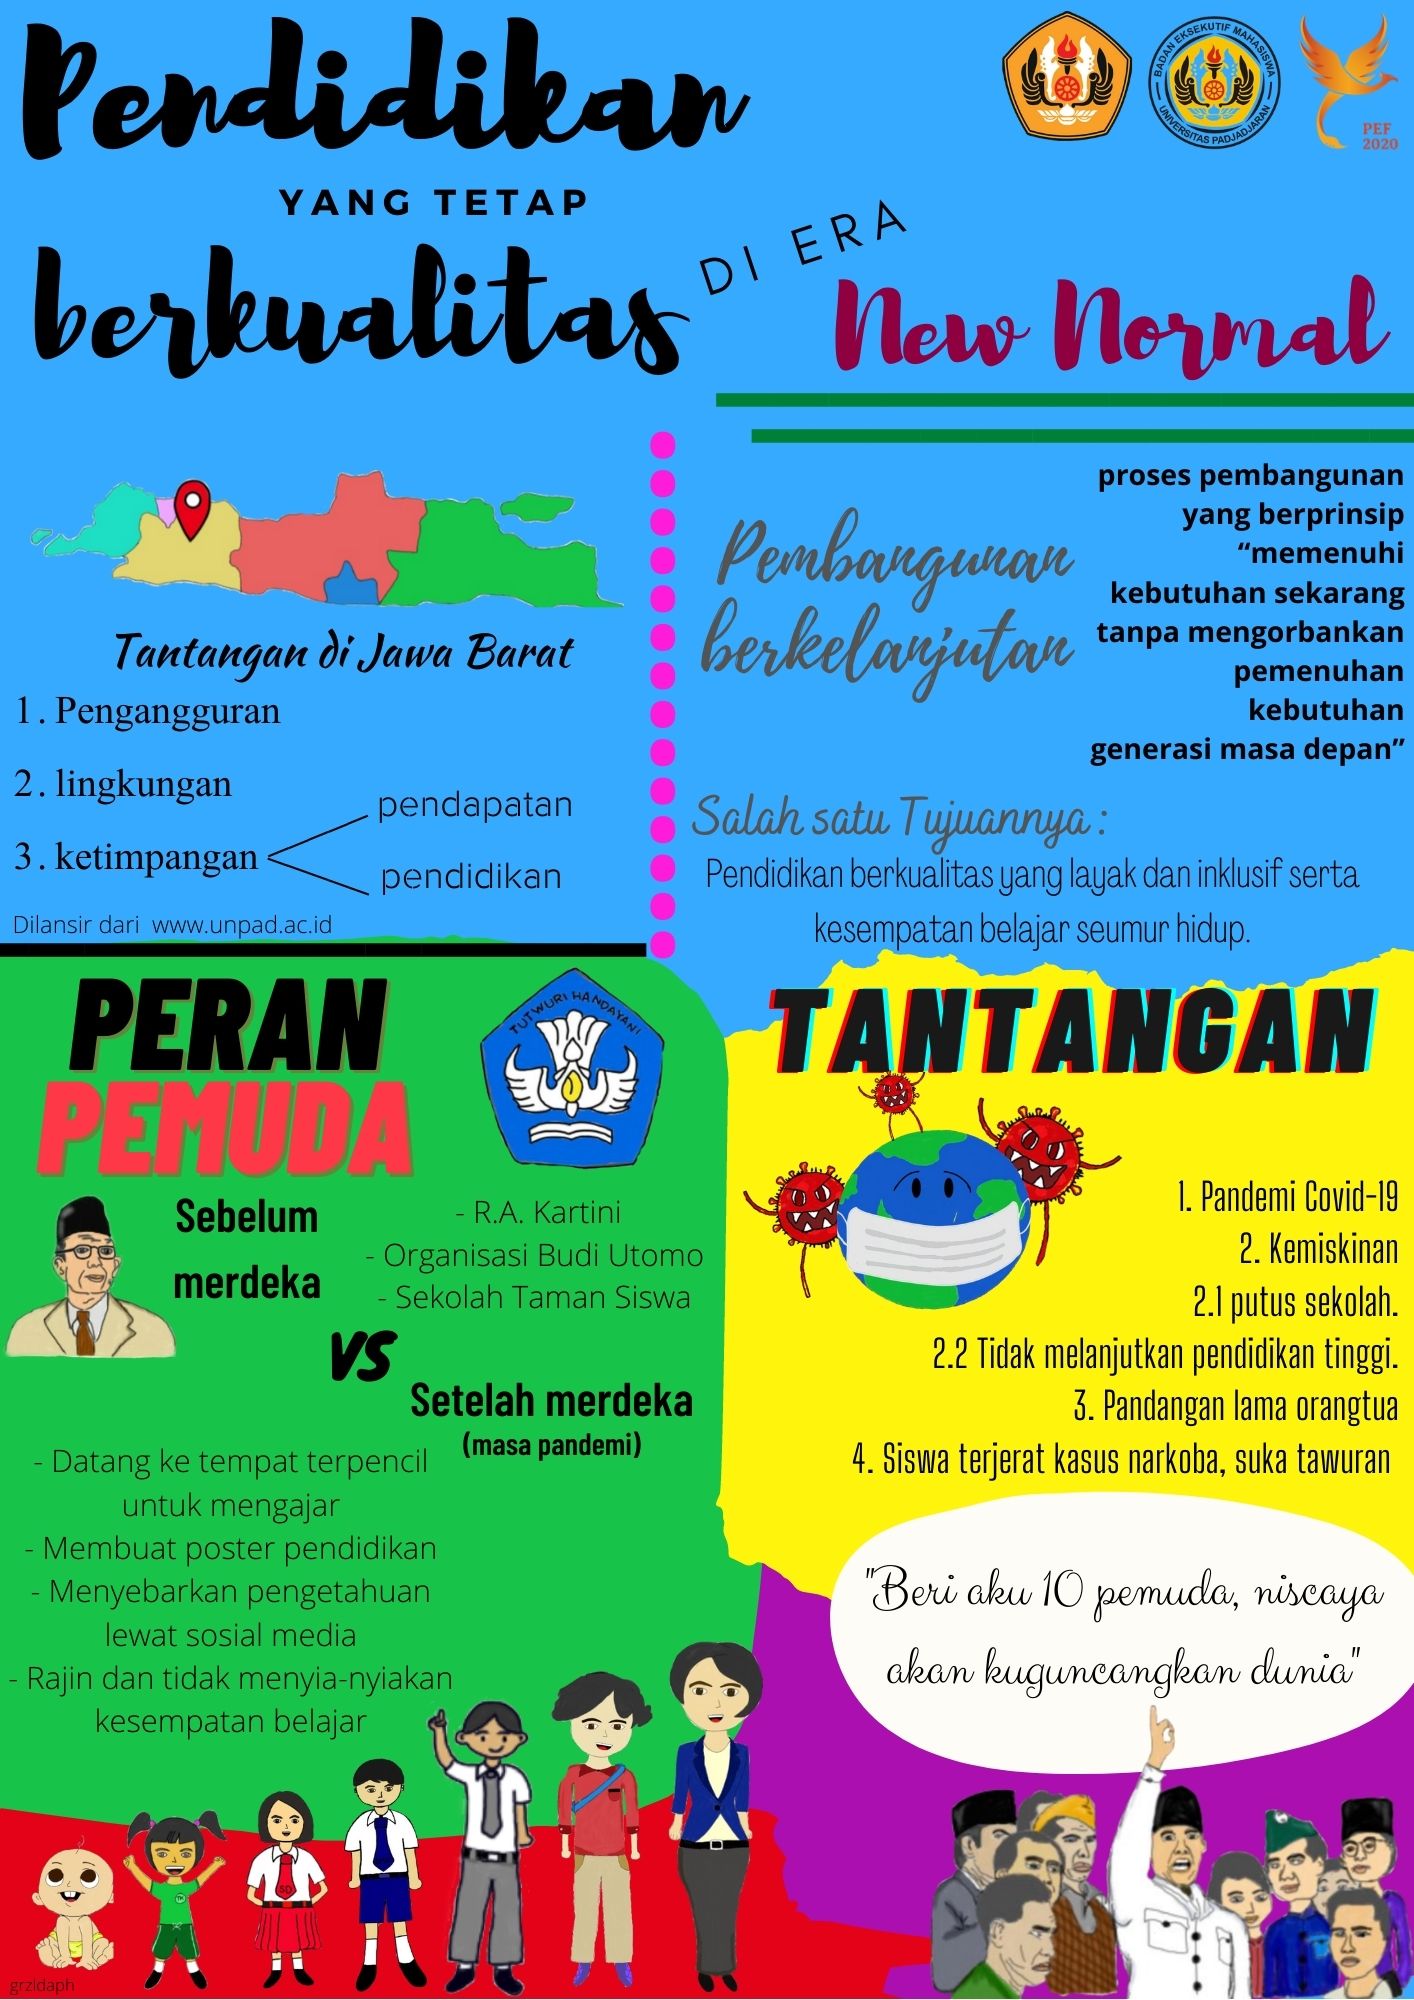 Pendidikan
YANG TETAP
berkualitas
DI ERA
New Normal
BADAN EKSEKUTIF MAHASISWA
UNIVERSITAS PADJADJARAN
PEF
2020
Tantangan di Jawa Barat
1. Pengangguran
2. lingkungan
3. ketimpangan
pendapatan
pendidikan
Dilansir dari www.unpad.ac.id
Pembangunan
berkelanjutan
proses pembangunan
yang berprinsip
“memenuhi
kebutuhan sekarang
tanpa mengorbankan
pemenuhan
kebutuhan
generasi masa depan”
Salah satu Tujuannya :
Pendidikan berkualitas yang layak dan inklusif serta
kesempatan belajar seumur hidup.
PERAN
PEMUDA
TUTWURI HANDAYANI
Sebelum
merdeka
- R.A. Kartini
- Organisasi Budi Utomo
- Sekolah Taman Siswa
VS
Setelah merdeka
(masa pandemi)
- Datang ke tempat terpencil
untuk mengajar
- Membuat poster pendidikan
- Menyebarkan pengetahuan
lewat sosial media
- Rajin dan tidak menyia-nyiakan
kesempatan belajar
TANTANGAN
1. Pandemi Covid-19
2. Kemiskinan
2.1 putus sekolah.
2.2 Tidak melanjutkan pendidikan tinggi.
3. Pandangan lama orangtua
4. Siswa terjerat kasus narkoba, suka tawuran
"Beri aku 10 pemuda, niscaya
akan kuguncangkan dunia"
TK
SD
grzidaph